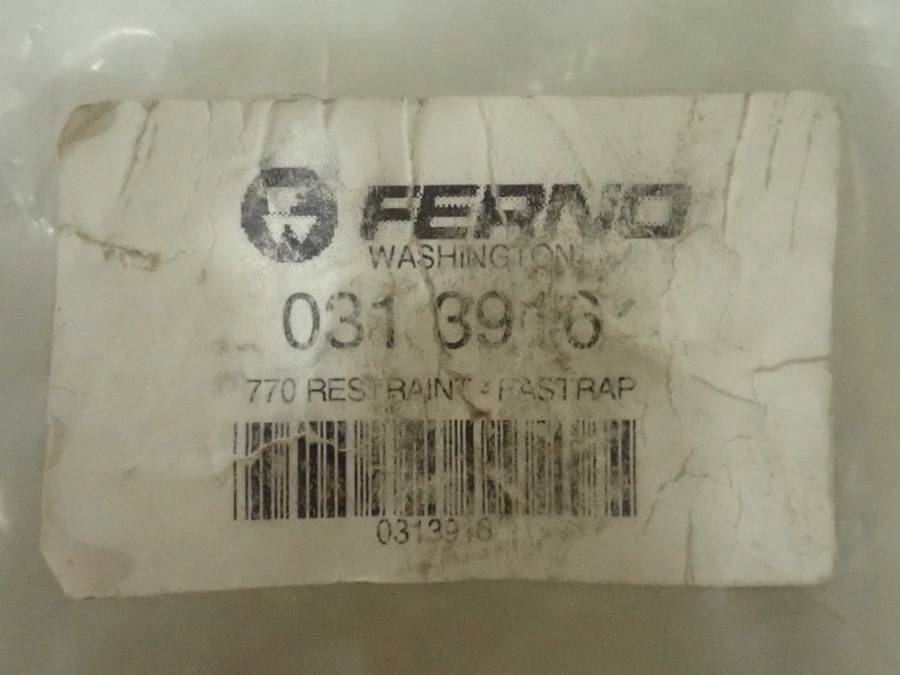 FERNO
WASHINGTON
031 3916
770 RESTRAINT - FASTRAP
0313916